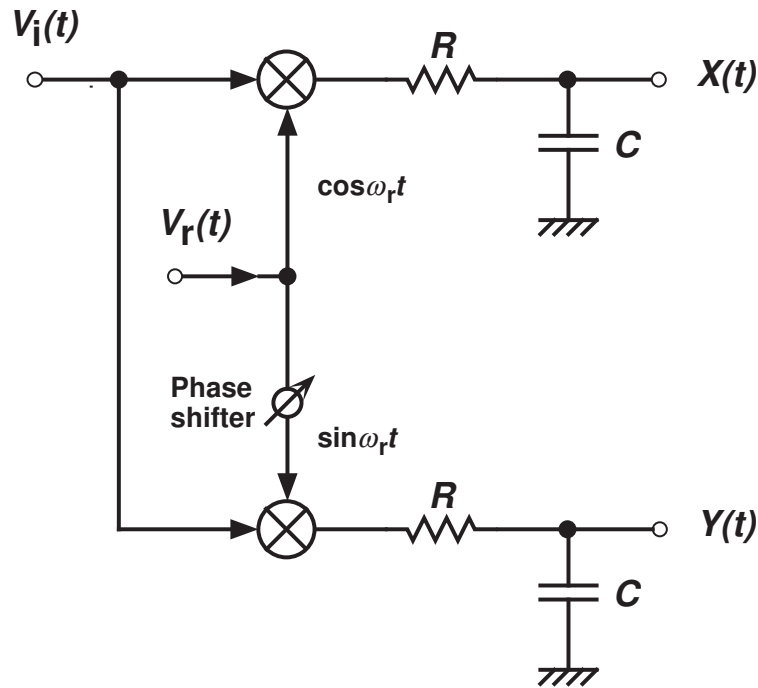 Vi(t)
R
X(t)
C
cosωrt
Vr(t)
Phase
shifter
sinωrt
R
Y(t)
C